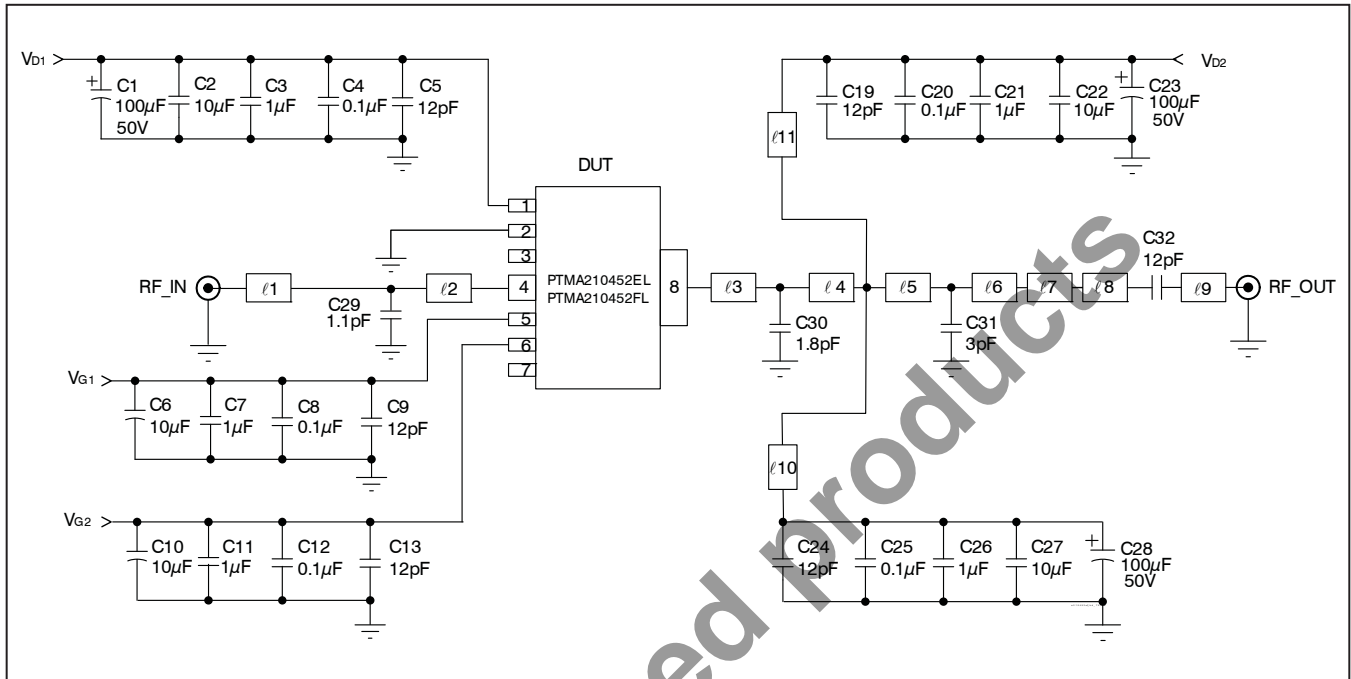 VD1
C1
100µF
50V
C2
10µF
C3
1µF
C4
0.1µF
C5
12pF
C19
12pF
C20
0.1µF
C21
1µF
C22
10µF
C23
100µF
50V
VD2
ℓ11
DUT
1
2
3
4
5
6
7
8
PTMA210452EL
PTMA210452FL
RF_IN
ℓ1
C29
1.1pF
ℓ2
ℓ3
C30
1.8pF
ℓ4
ℓ5
C31
3pF
ℓ6
ℓ7
ℓ8
C32
12pF
ℓ9
RF_OUT
VG1
C6
10µF
C7
1µF
C8
0.1µF
C9
12pF
VG2
C10
10µF
C11
1µF
C12
0.1µF
C13
12pF
ℓ10
C24
12pF
C25
0.1µF
C26
1µF
C27
10µF
C28
100µF
50V
ed products